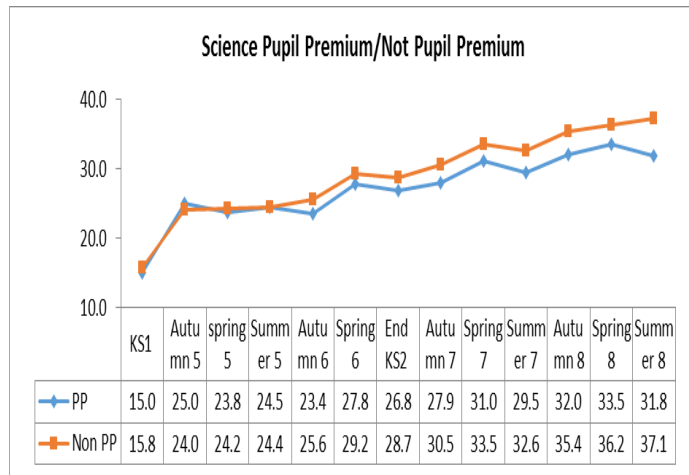 Science Pupil Premium/Not Pupil Premium
40.0
30.0
20.0
10.0
KS1 Autu mn 5 spring 5 Summ er 5 Autu mn 6 Spring 6 End KS2 Autu mn 7 Spring 7 Summ er 7 Autu mn 8 Spring 8 Summ er 8
PP 15.0 25.0 23.8 24.5 23.4 27.8 26.8 27.9 31.0 29.5 32.0 33.5 31.8
Non PP 15.8 24.0 24.2 24.4 25.6 29.2 28.7 30.5 33.5 32.6 35.4 36.2 37.1